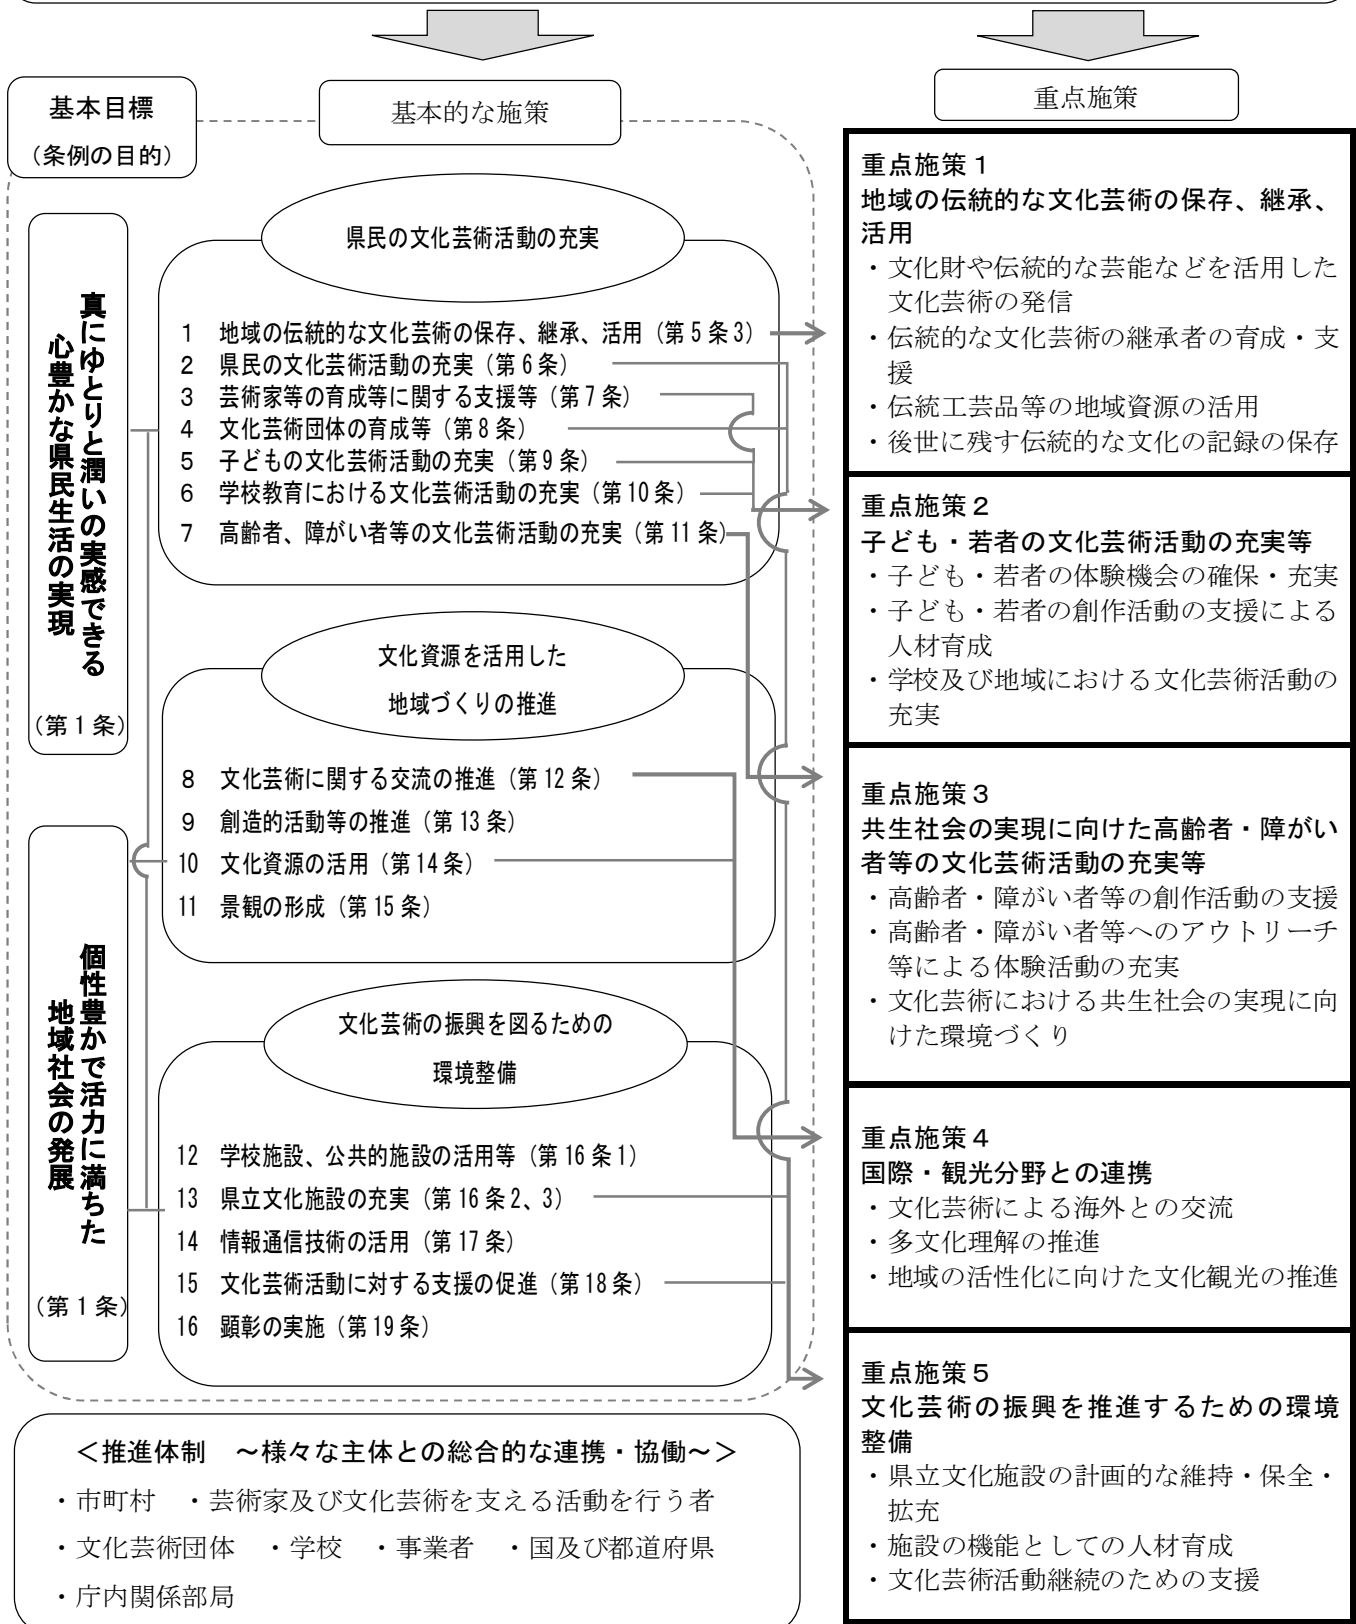 基本目標
（条例の目的）
基本的な施策
重点施策
真にゆとりと潤いの実感できる
心豊かな県民生活の実現
（第１条）
個性豊かで活力に満ちた
地域社会の発展
（第１条）
県民の文化芸術活動の充実
1 地域の伝統的な文化芸術の保存、継承、活用（第5条3）
2 県民の文化芸術活動の充実（第6条）
3 芸術家等の育成等に関する支援等（第7条）
4 文化芸術団体の育成等（第8条）
5 子どもの文化芸術活動の充実（第9条）
6 学校教育における文化芸術活動の充実（第10条）
7 高齢者、障がい者等の文化芸術活動の充実（第11条）
文化資源を活用した
地域づくりの推進
8 文化芸術に関する交流の推進（第12条）
9 創造的活動等の推進（第13条）
10 文化資源の活用（第14条）
11 景観の形成（第15条）
文化芸術の振興を図るための
環境整備
12 学校施設、公共的施設の活用等（第16条1）
13 県立文化施設の充実（第16条2、3）
14 情報通信技術の活用（第17条）
15 文化芸術活動に対する支援の促進（第18条）
16 顕彰の実施（第19条）
＜推進体制　～様々な主体との総合的な連携・協働～＞
・市町村　・芸術家及び文化芸術を支える活動を行う者
・文化芸術団体　・学校　・事業者　・国及び都道府県
・庁内関係部局
重点施策１
地域の伝統的な文化芸術の保存、継承、
活用
・文化財や伝統的な芸能などを活用した
文化芸術の発信
・伝統的な文化芸術の継承者の育成・支
援
・伝統工芸品等の地域資源の活用
・後世に残す伝統的な文化の記録の保存
重点施策２
子ども・若者の文化芸術活動の充実等
・子ども・若者の体験機会の確保・充実
・子ども・若者の創作活動の支援による
人材育成
・学校及び地域における文化芸術活動の
充実
重点施策３
共生社会の実現に向けた高齢者・障がい
者等の文化芸術活動の充実等
・高齢者・障がい者等の創作活動の支援
・高齢者・障がい者等へのアウトリーチ
等による体験活動の充実
・文化芸術における共生社会の実現に向
けた環境づくり
重点施策４
国際・観光分野との連携
・文化芸術による海外との交流
・多文化理解の推進
・地域の活性化に向けた文化観光の推進
重点施策５
文化芸術の振興を推進するための環境
整備
・県立文化施設の計画的な維持・保全・
拡充
・施設の機能としての人材育成
・文化芸術活動継続のための支援